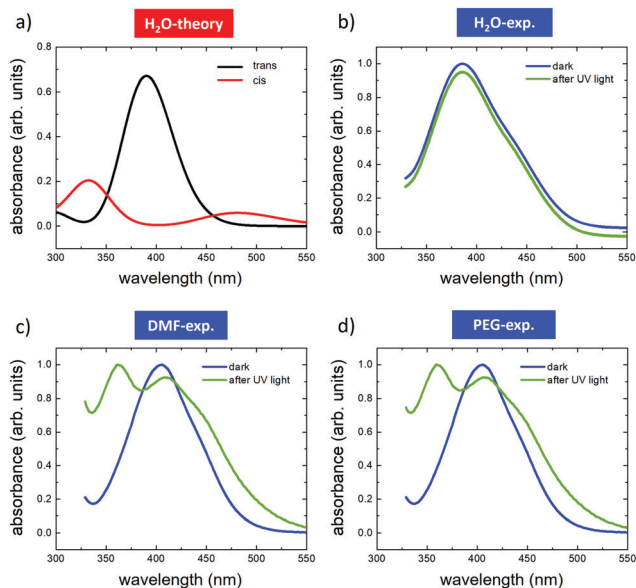 a)
H₂O-theory
absorbance (arb. units)
0.8
0.6
0.4
0.2
0.0
trans
cis
300 350 400 450 500 550
wavelength (nm)
b)
H₂O-exp.
absorbance (arb. units)
1.0
0.8
0.6
0.4
0.2
0.0
dark
after UV light
300 350 400 450 500 550
wavelength (nm)
c)
DMF-exp.
absorbance (arb. units)
1.0
0.8
0.6
0.4
0.2
0.0
dark
after UV light
300 350 400 450 500 550
wavelength (nm)
d)
PEG-exp.
absorbance (arb. units)
1.0
0.8
0.6
0.4
0.2
0.0
dark
after UV light
300 350 400 450 500 550
wavelength (nm)